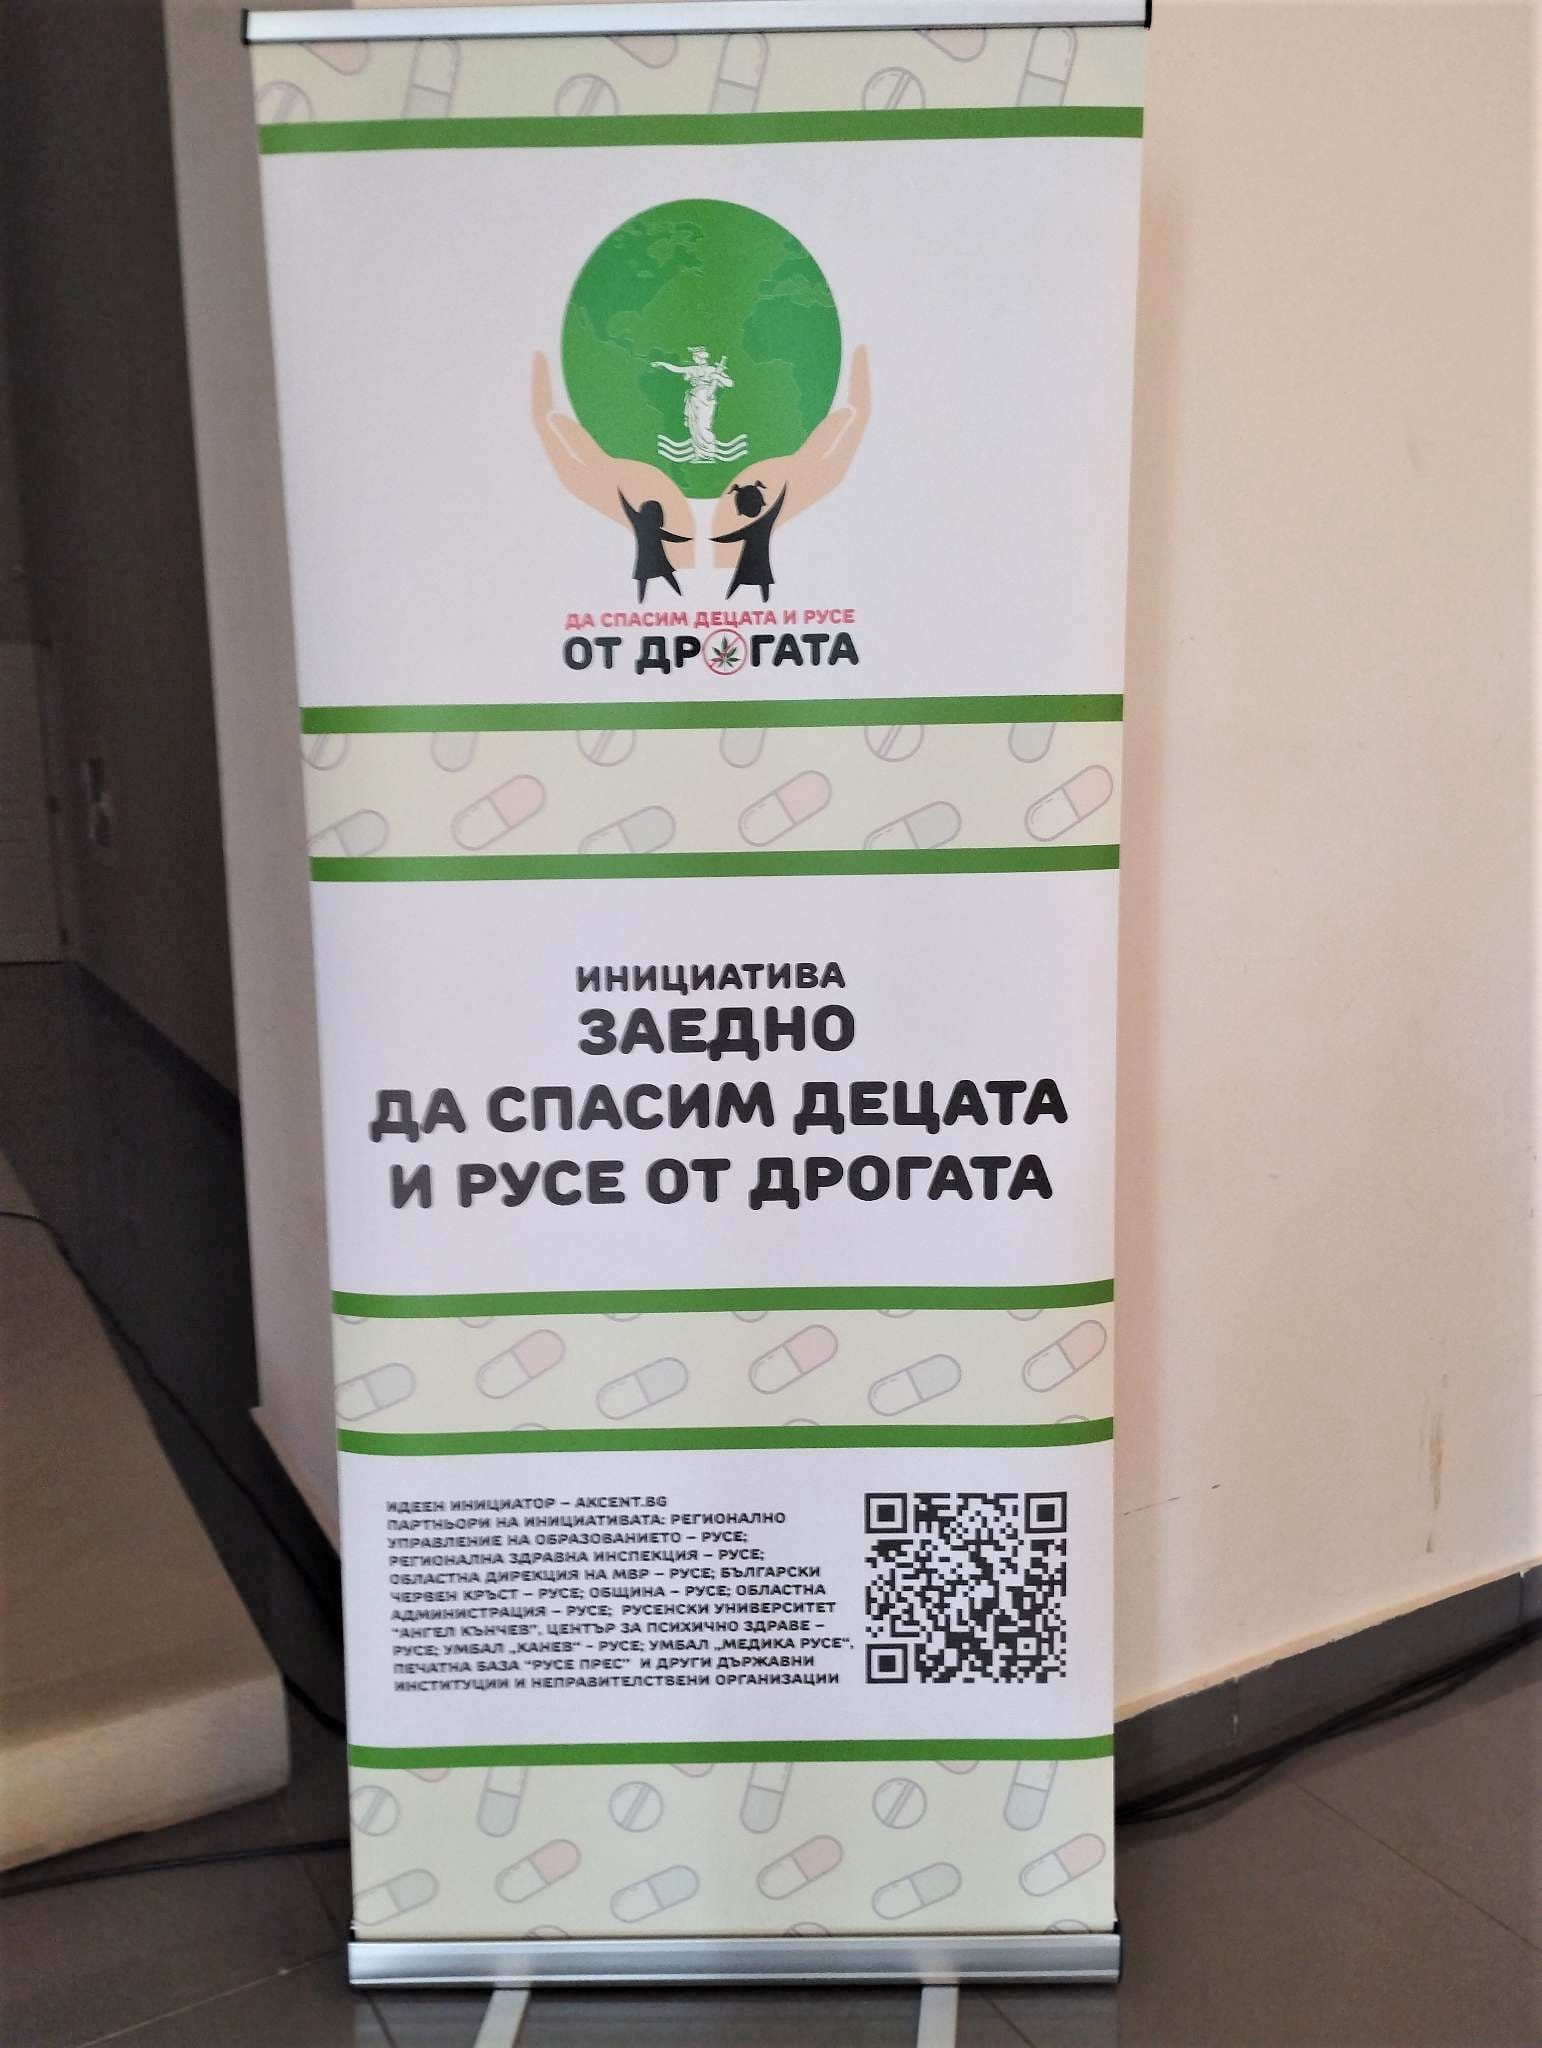 ДА СПАСИМ ДЕЦАТА И РУСЕ
ОТ ДРОГАТА
ИНИЦИАТИВА
ЗАЕДНО
ДА СПАСИМ ДЕЦАТА
И РУСЕ ОТ ДРОГАТА
ИДЕЕН ИНИЦИАТОР – AKCENT.BG
ПАРТНЬОРИ НА ИНИЦИАТИВАТА: РЕГИОНАЛНО
УПРАВЛЕНИЕ НА ОБРАЗОВАНИЕТО – РУСЕ;
РЕГИОНАЛНА ЗДРАВНА ИНСПЕКЦИЯ – РУСЕ;
ОБЛАСТНА ДИРЕКЦИЯ НА МВР – РУСЕ; БЪЛГАРСКИ
ЧЕРВЕН КРЪСТ – РУСЕ; ОБЩИНА – РУСЕ; ОБЛАСТНА
АДМИНИСТРАЦИЯ – РУСЕ; РУСЕНСКИ УНИВЕРСИТЕТ
"АНГЕЛ КЪНЧЕВ", ЦЕНТЪР ЗА ПСИХИЧНО ЗДРАВЕ –
РУСЕ; УМБАЛ „КАНЕВ“ - РУСЕ; УМБАЛ „МЕДИКА РУСЕ“,
ПЕЧАТНА БАЗА "РУСЕ ПРЕС" И ДРУГИ ДЪРЖАВНИ
ИНСТИТУЦИИ И НЕПРАВИТЕЛСТВЕНИ ОРГАНИЗАЦИИ